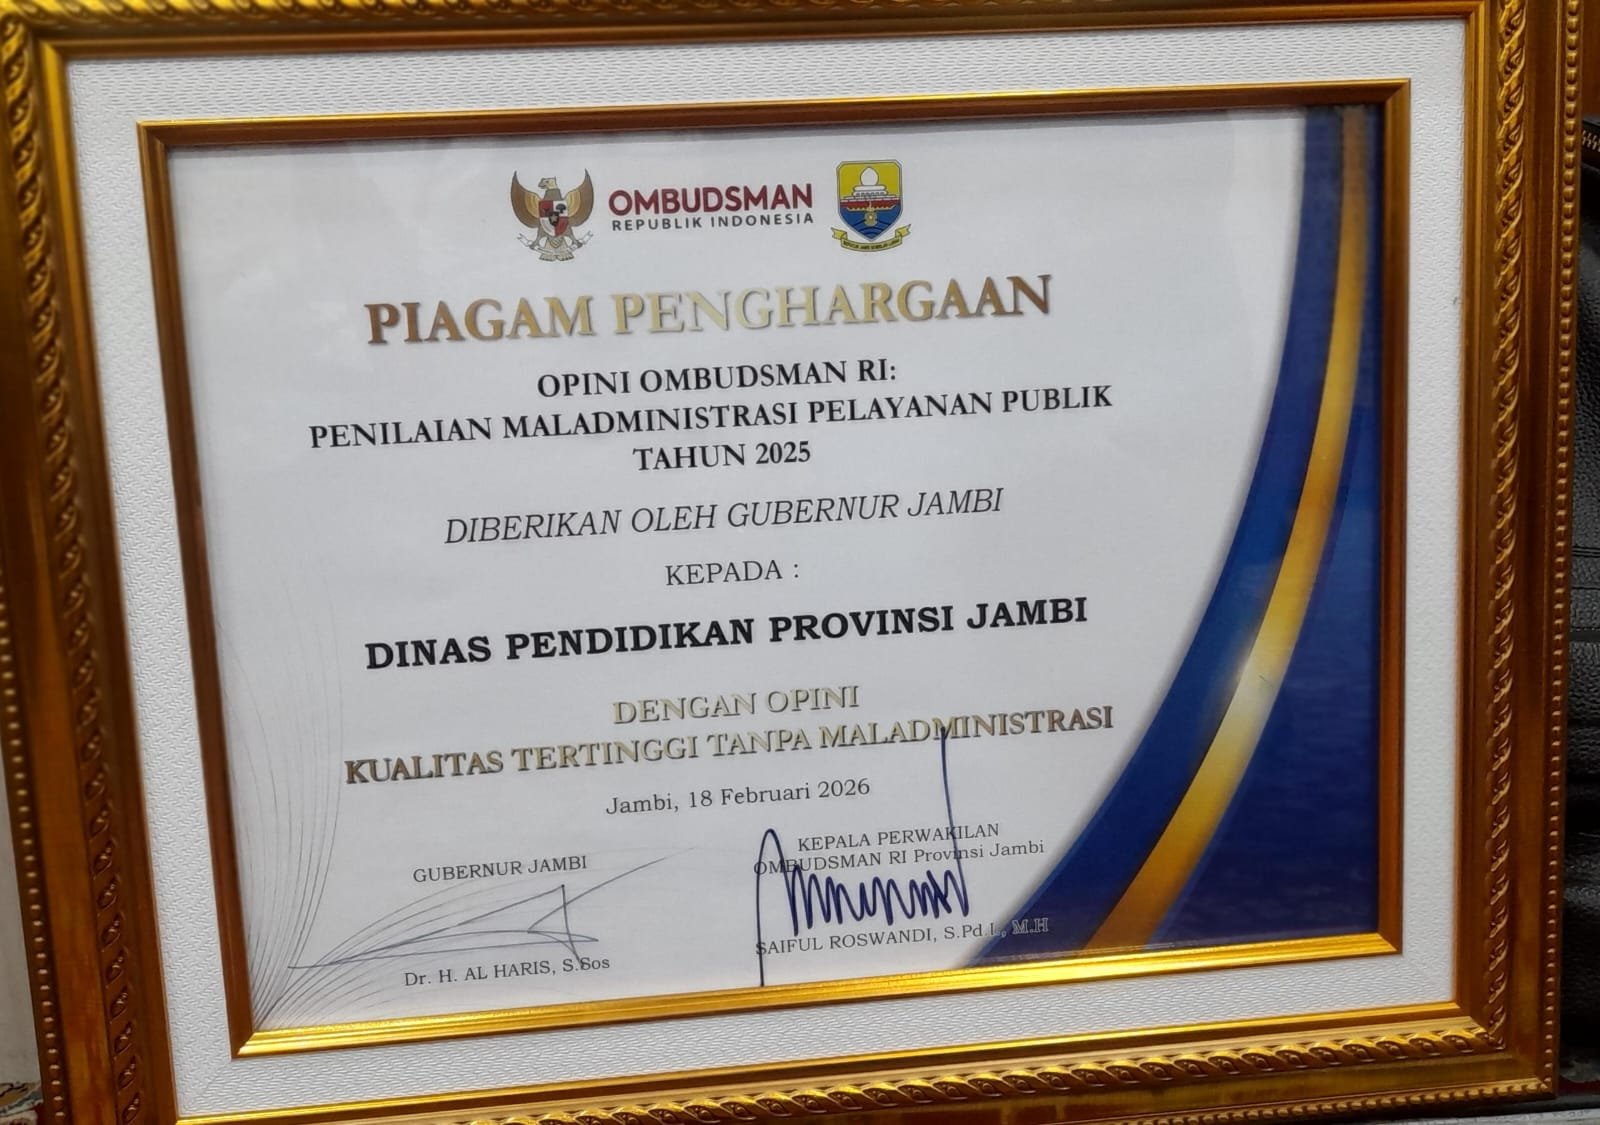 OMBUDSMAN
REPUBLIK INDONESIA
PIAGAM PENGHARGAAN
OPINI OMBUDSMAN RI:
PENILAIAN MALADMINISTRASI PELAYANAN PUBLIK
TAHUN 2025
DIBERIKAN OLEH GUBERNUR JAMBI
KEPADA :
DINAS PENDIDIKAN PROVINSI JAMBI
DENGAN OPINI
KUALITAS TERTINGGI TANPA MALADMINISTRASI
Jambi, 18 Februari 2026
GUBERNUR JAMBI
Dr. H. AL HARIS, S.Sos
KEPALA PERWAKILAN
OMBUDSMAN RI Provinsi Jambi
SAIFUL ROSWANDI, S.Pd.I., M.H